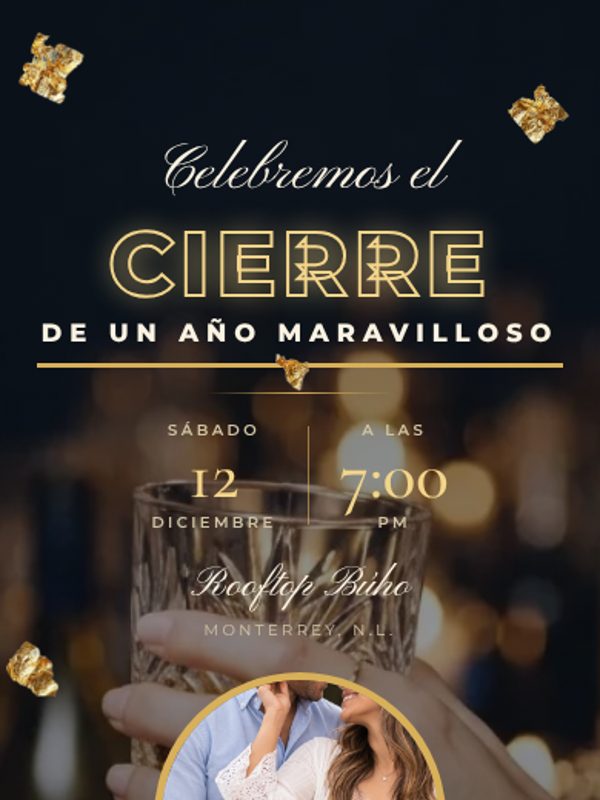 Celebremos el
CIERRE
DE UN AÑO MARAVILLOSO
SÁBADO
12
DICIEMBRE
A LAS
7:00
PM
Rooftop Búho
MONTERREY, N.L.